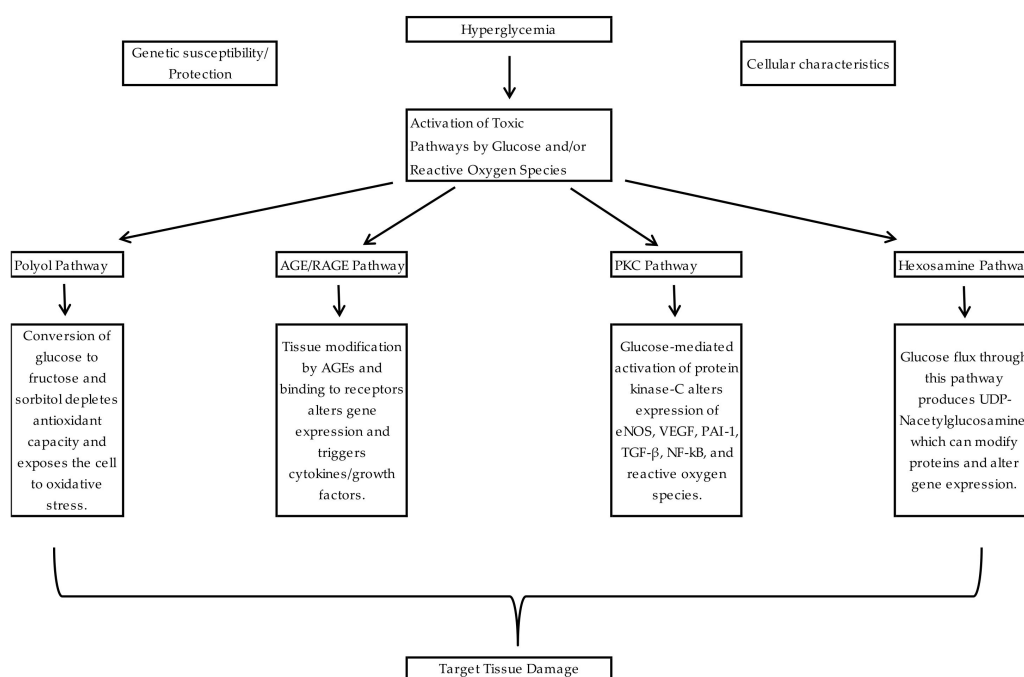 Hyperglycemia
Genetic susceptibility/
Protection
Cellular characteristics
Activation of Toxic
Pathways by Glucose and/or
Reactive Oxygen Species
Polyol Pathway
AGE/RAGE Pathway
PKC Pathway
Hexosamine Pathwa
Conversion of
glucose to
fructose and
sorbitol depletes
antioxidant
capacity and
exposes the cell
to oxidative
stress.
Tissue modification
by AGEs and
binding to receptors
alters gene
expression and
triggers
cytokines/growth
factors.
Glucose-mediated
activation of protein
kinase-C alters
expression of
eNOS, VEGF, PAI-1,
TGF-β, NF-kB, and
reactive oxygen
species.
Glucose flux through
this pathway
produces UDP-
Nacetylglucosamine,
which can modify
proteins and alter
gene expression.
Target Tissue Damage